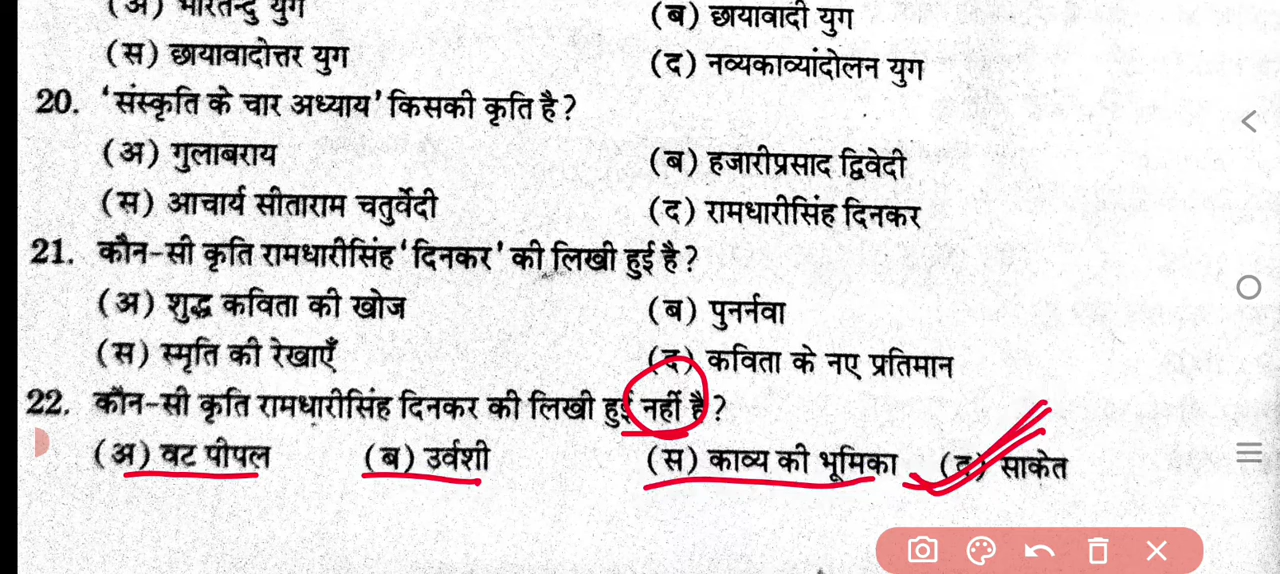 (अ) भारतेन्दु युग (ब) छायावादी युग
(स) छायावादोत्तर युग (द) नव्यकाव्यांदोलन युग
20. 'संस्कृति के चार अध्याय' किसकी कृति है?
(अ) गुलाबराय (ब) हजारीप्रसाद द्विवेदी
(स) आचार्य सीताराम चतुर्वेदी (द) रामधारीसिंह दिनकर
21. कौन-सी कृति रामधारीसिंह 'दिनकर' की लिखी हुई है?
(अ) शुद्ध कविता की खोज (ब) पुनर्नवा
(स) स्मृति की रेखाएँ (द) कविता के नए प्रतिमान
22. कौन-सी कृति रामधारीसिंह दिनकर की लिखी हुई नहीं है?
(अ) वट पीपल (ब) उर्वशी (स) काव्य की भूमिका (द) साकेत